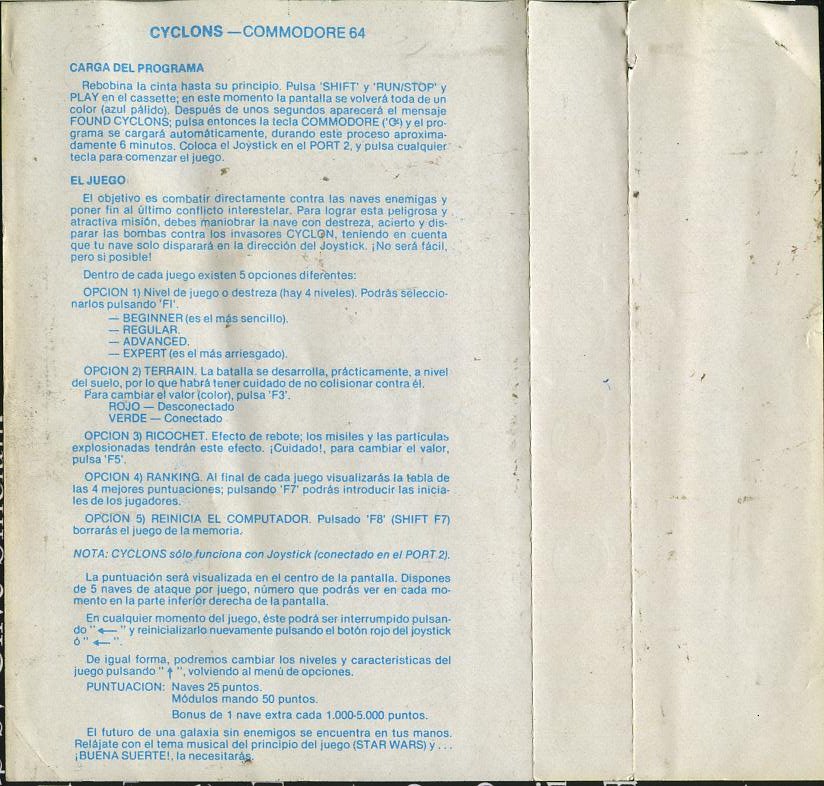 CYCLONS — COMMODORE 64
CARGA DEL PROGRAMA
Rebobina la cinta hasta su principio. Pulsa 'SHIFT' y 'RUN/STOP' y
PLAY en el cassette; en este momento la pantalla se volverá toda de un
color (azul pálido). Después de unos segundos aparecerá el mensaje
FOUND CYCLONS; pulsa entonces la tecla COMMODORE ('C=') y el pro-
grama se cargará automáticamente, durando este proceso aproxima-
damente 6 minutos. Coloca el Joystick en el PORT 2, y pulsa cualquier
tecla para comenzar el juego.
EL JUEGO
El objetivo es combatir directamente contra las naves enemigas y
poner fin al último conflicto interestelar. Para lograr esta peligrosa y
atractiva misión, debes maniobrar la nave con destreza, acierto y dis-
parar las bombas contra los invasores CYCLON, teniendo en cuenta
que tu nave solo disparará en la dirección del Joystick. ¡No será fácil,
pero si posible!
Dentro de cada juego existen 5 opciones diferentes:
OPCION 1) Nivel de juego o destreza (hay 4 niveles). Podrás seleccio-
narlos pulsando 'FI'.
— BEGINNER (es el más sencillo).
— REGULAR.
— ADVANCED.
— EXPERT (es el más arriesgado).
OPCION 2) TERRAIN. La batalla se desarrolla, prácticamente, a nivel
del suelo, por lo que habrá tener cuidado de no colisionar contra él.
Para cambiar el valor (color), pulsa 'F3'.
ROJO — Desconectado
VERDE — Conectado
OPCION 3) RICOCHET. Efecto de rebote; los misiles y las particulas
explosionadas tendrán este efecto. ¡Cuidado!, para cambiar el valor,
pulsa 'F5'.
OPCION 4) RANKING. Al final de cada juego visualizarás la tabla de
las 4 mejores puntuaciones; pulsando 'F7' podrás introducir las inicia-
les de los jugadores.
OPCION 5) REINICIA EL COMPUTADOR. Pulsado 'F8' (SHIFT F7)
borrarás el juego de la memoria.
NOTA: CYCLONS sólo funciona con Joystick (conectado en el PORT 2).
La puntuación será visualizada en el centro de la pantalla. Dispones
de 5 naves de ataque por juego, número que podrás ver en cada mo-
mento en la parte inferior derecha de la pantalla.
En cualquier momento del juego, éste podrá ser interrumpido pulsan-
do "←" y reinicializarlo nuevamente pulsando el botón rojo del joystick
ó "←".
De igual forma, podremos cambiar los niveles y características del
juego pulsando "↑", volviendo al menú de opciones.
PUNTUACION: Naves 25 puntos.
Módulos mando 50 puntos.
Bonus de 1 nave extra cada 1.000-5.000 puntos.
El futuro de una galaxia sin enemigos se encuentra en tus manos.
Relájate con el tema musical del principio del juego (STAR WARS) y ...
¡BUENA SUERTE!, la necesitarás.